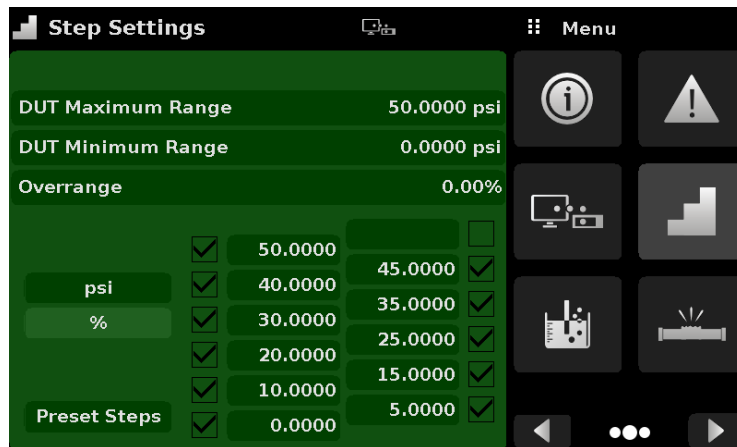 Step Settings
Menu
DUT Maximum Range 50.0000 psi
DUT Minimum Range 0.0000 psi
Overrange 0.00%
50.0000
45.0000
psi
40.0000
35.0000
%
30.0000
25.0000
20.0000
15.0000
10.0000
5.0000
Preset Steps
0.0000